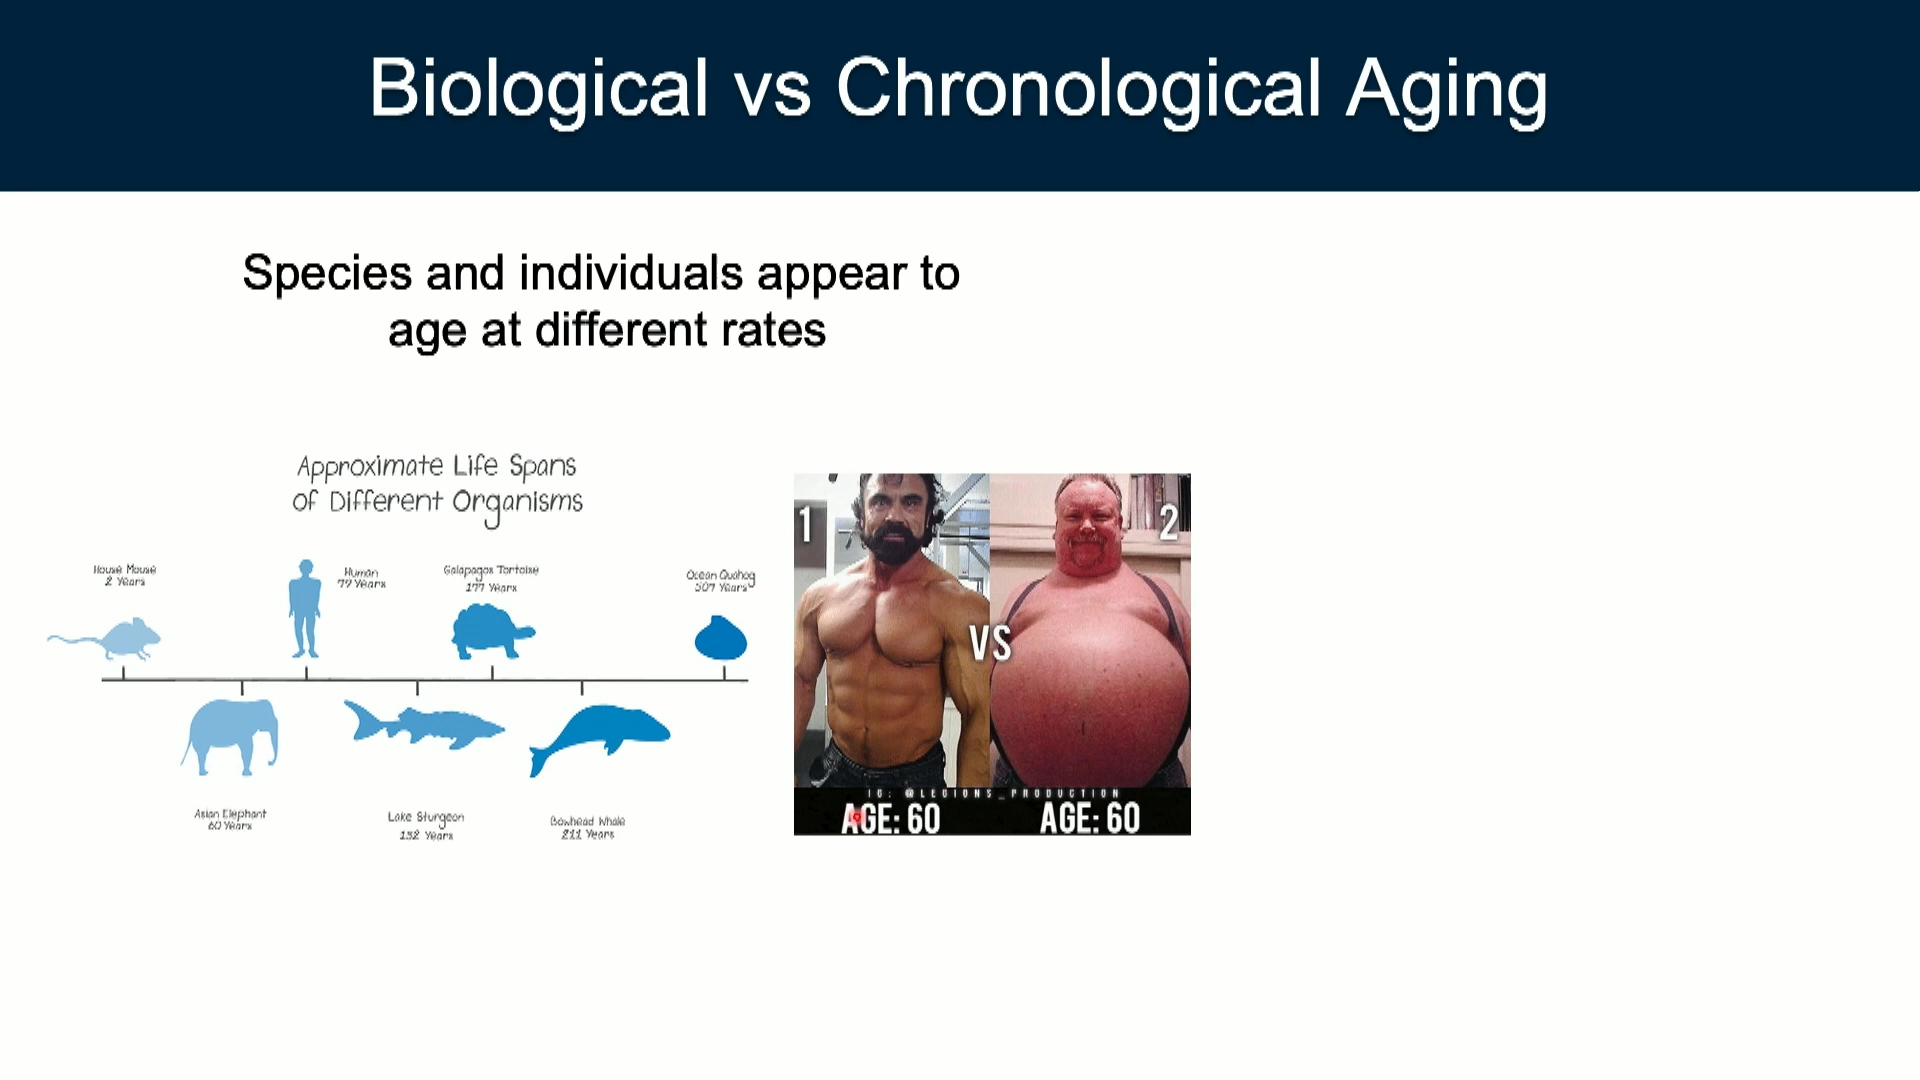 Biological vs Chronological Aging
Species and individuals appear to
age at different rates
Approximate Life Spans
of Different Organisms
House Mouse
2 Years
Human
79 Years
Galapagos Tortoise
177 Years
Ocean Quahog
507 Years
Asian Elephant
60 Years
Lake Sturgeon
152 Years
Bowhead Whale
211 Years
1
2
VS
IG: @LEGIONS_PRODUCTION
AGE: 60
AGE: 60